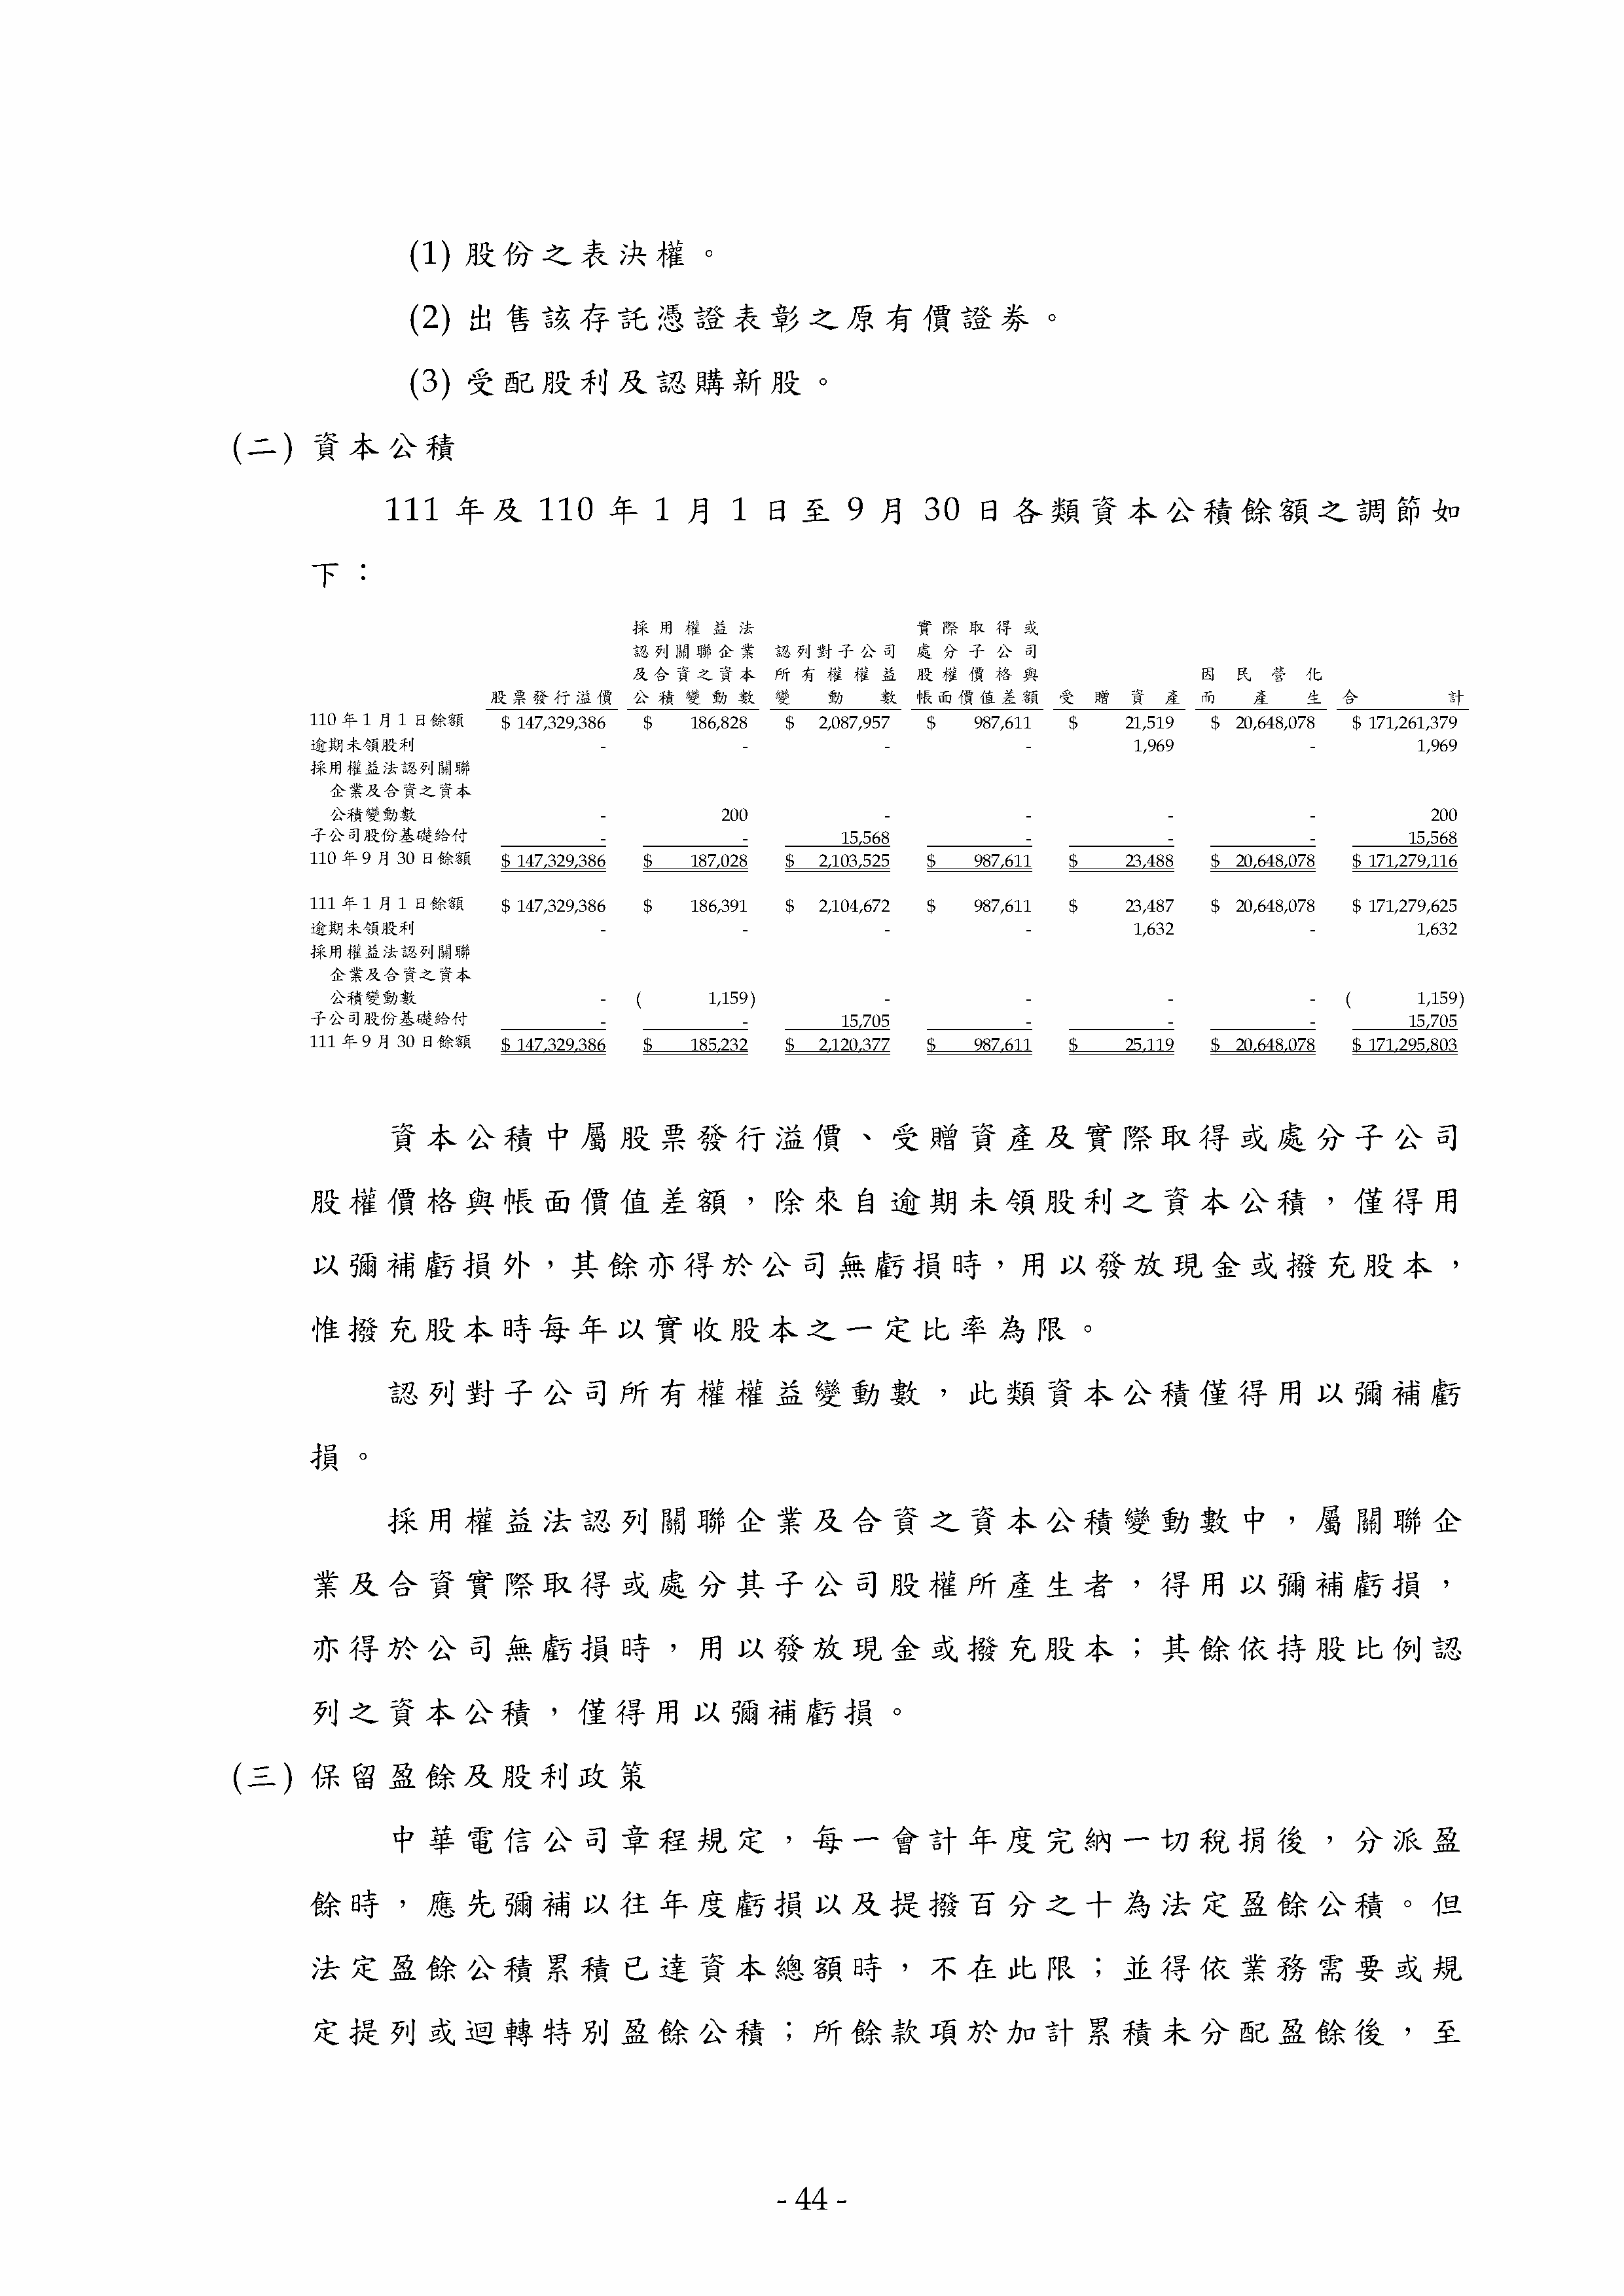 (1) 股份之表決權。
(2) 出售該存託憑證表彰之原有價證券。
(3) 受配股利及認購新股。
(二) 資本公積
111 年及 110 年 1 月 1 日至 9 月 30 日各類資本公積餘額之調節如
下：
採用權益法 實際取得或
認列關聯企業 認列對子公司 處分子公司
及合資之資本 所有權權益 股權價格與 因民營化
股票發行溢價 公積變動數 變動數 帳面價值差額 受贈資產 而產生 合計
110 年 1 月 1 日餘額 $ 147,329,386 $ 186,828 $ 2,087,957 $ 987,611 $ 21,519 $ 20,648,078 $ 171,261,379
逾期未領股利 - - - - 1,969 - 1,969
採用權益法認列關聯
企業及合資之資本
公積變動數 - 200 - - - - 200
子公司股份基礎給付 - - 15,568 - - - 15,568
110 年 9 月 30 日餘額 $ 147,329,386 $ 187,028 $ 2,103,525 $ 987,611 $ 23,488 $ 20,648,078 $ 171,279,116
111 年 1 月 1 日餘額 $ 147,329,386 $ 186,391 $ 2,104,672 $ 987,611 $ 23,487 $ 20,648,078 $ 171,279,625
逾期未領股利 - - - - 1,632 - 1,632
採用權益法認列關聯
企業及合資之資本
公積變動數 - ( 1,159) - - - - ( 1,159)
子公司股份基礎給付 - - 15,705 - - - 15,705
111 年 9 月 30 日餘額 $ 147,329,386 $ 185,232 $ 2,120,377 $ 987,611 $ 25,119 $ 20,648,078 $ 171,295,803
資本公積中屬股票發行溢價、受贈資產及實際取得或處分子公司
股權價格與帳面價值差額，除來自逾期未領股利之資本公積，僅得用
以彌補虧損外，其餘亦得於公司無虧損時，用以發放現金或撥充股本，
惟撥充股本時每年以實收股本之一定比率為限。
認列對子公司所有權權益變動數，此類資本公積僅得用以彌補虧
損。
採用權益法認列關聯企業及合資之資本公積變動數中，屬關聯企
業及合資實際取得或處分其子公司股權所產生者，得用以彌補虧損，
亦得於公司無虧損時，用以發放現金或撥充股本；其餘依持股比例認
列之資本公積，僅得用以彌補虧損。
(三) 保留盈餘及股利政策
中華電信公司章程規定，每一會計年度完納一切稅捐後，分派盈
餘時，應先彌補以往年度虧損以及提撥百分之十為法定盈餘公積。但
法定盈餘公積累積已達資本總額時，不在此限；並得依業務需要或規
定提列或迴轉特別盈餘公積；所餘款項於加計累積未分配盈餘後，至
- 44 -